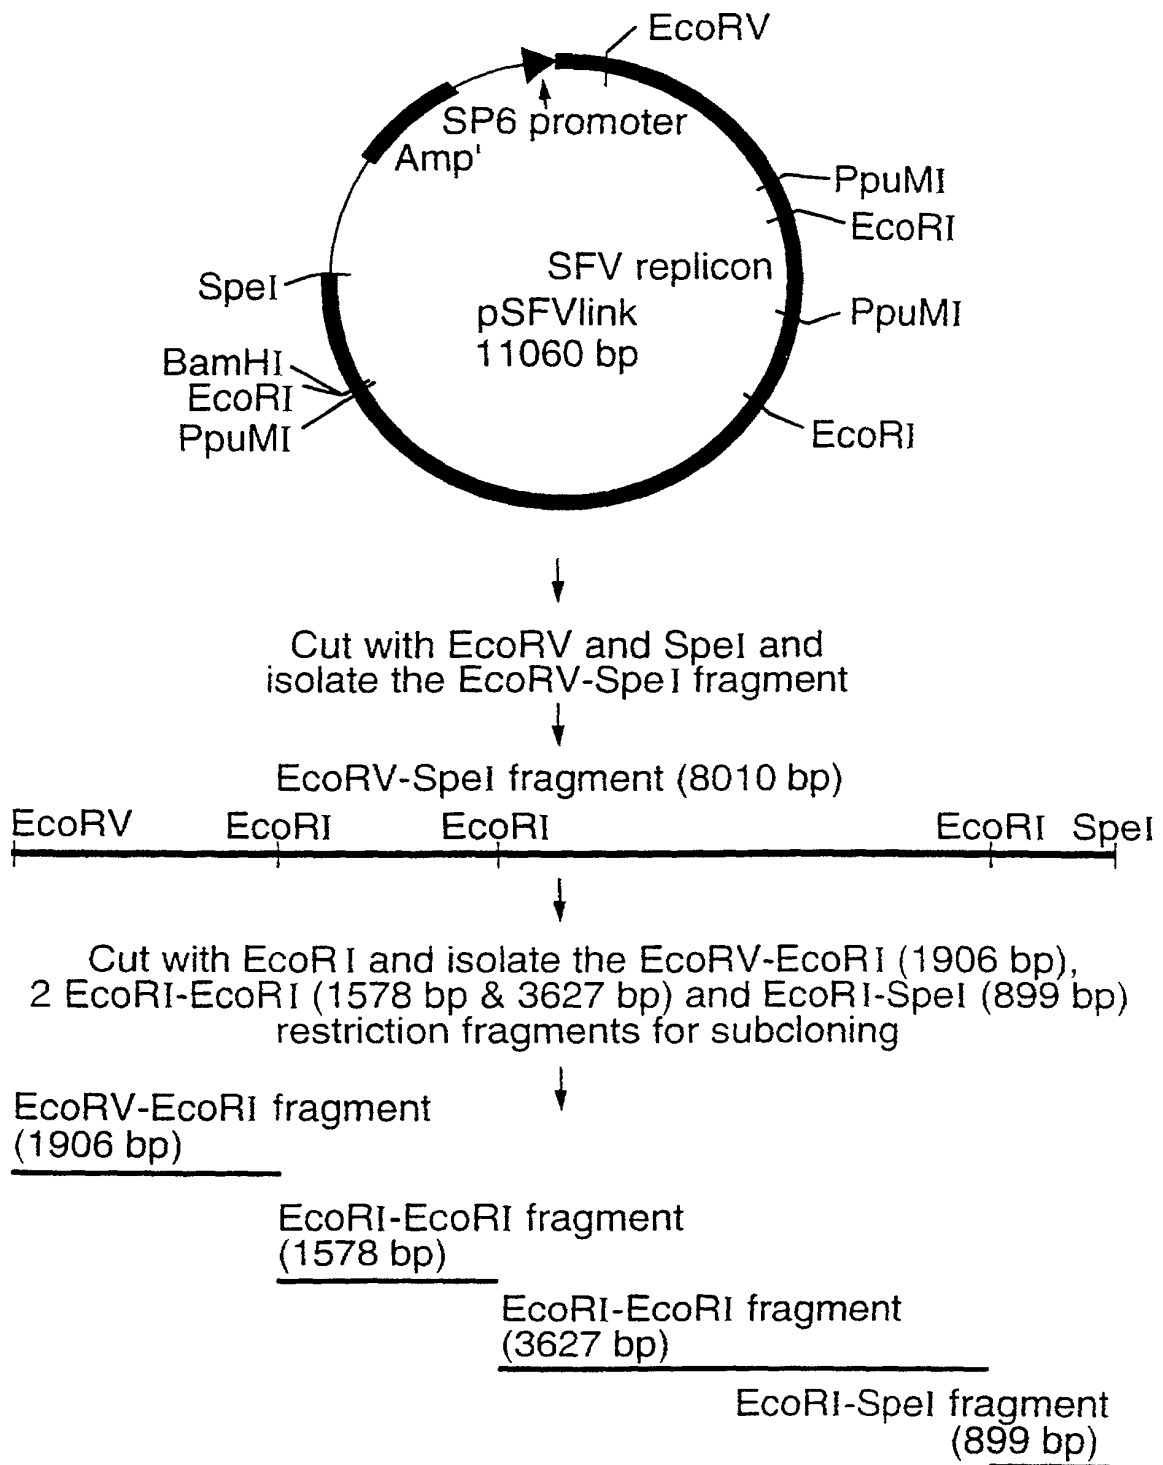 EcoRV
SP6 promoter
Amp'
PpuMI
EcoRI
SFV replicon
SpeI
pSFVlink
PpuMI
11060 bp
BamHI
EcoRI
PpuMI
EcoRI
Cut with EcoRV and SpeI and
isolate the EcoRV-SpeI fragment
EcoRV-SpeI fragment (8010 bp)
EcoRV EcoRI EcoRI EcoRI SpeI
Cut with EcoRI and isolate the EcoRV-EcoRI (1906 bp),
2 EcoRI-EcoRI (1578 bp & 3627 bp) and EcoRI-SpeI (899 bp)
restriction fragments for subcloning
EcoRV-EcoRI fragment
(1906 bp)
EcoRI-EcoRI fragment
(1578 bp)
EcoRI-EcoRI fragment
(3627 bp)
EcoRI-SpeI fragment
(899 bp)